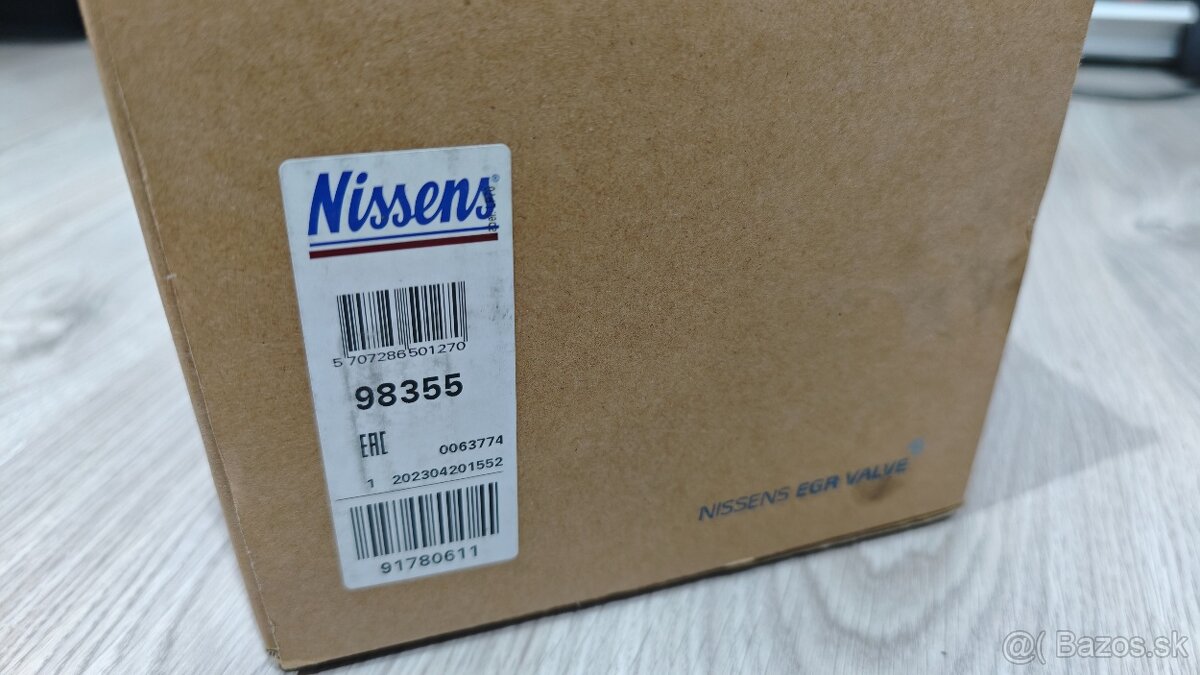 Nissens®
5 707286 501270
98355
EAC
0063774
1 202304201552
91780611
NISSENS EGR VALVE®
@( Bazos.sk